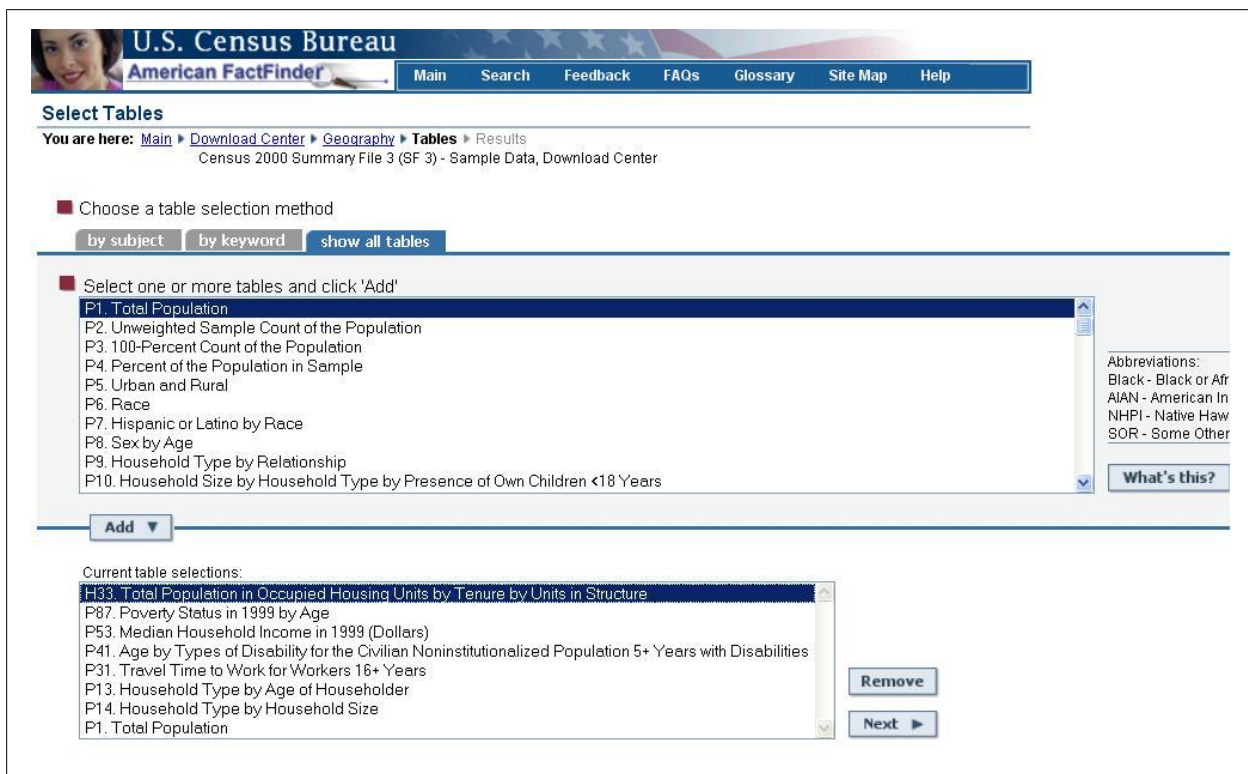 U.S. Census Bureau
American FactFinder
Main Search Feedback FAQs Glossary Site Map Help
Select Tables
You are here: Main ▶ Download Center ▶ Geography ▶ Tables ▶ Results
Census 2000 Summary File 3 (SF 3) - Sample Data, Download Center
Choose a table selection method
by subject by keyword show all tables
Select one or more tables and click 'Add'
P1. Total Population
P2. Unweighted Sample Count of the Population
P3. 100-Percent Count of the Population
P4. Percent of the Population in Sample
P5. Urban and Rural
P6. Race
P7. Hispanic or Latino by Race
P8. Sex by Age
P9. Household Type by Relationship
P10. Household Size by Household Type by Presence of Own Children <18 Years
Abbreviations:
Black - Black or Afr
AIAN - American In
NHPI - Native Haw
SOR - Some Other
What's this?
Add ▼
Current table selections:
H33. Total Population in Occupied Housing Units by Tenure by Units in Structure
P87. Poverty Status in 1999 by Age
P53. Median Household Income in 1999 (Dollars)
P41. Age by Types of Disability for the Civilian Noninstitutionalized Population 5+ Years with Disabilities
P31. Travel Time to Work for Workers 16+ Years
P13. Household Type by Age of Householder
P14. Household Type by Household Size
P1. Total Population
Remove
Next ▶